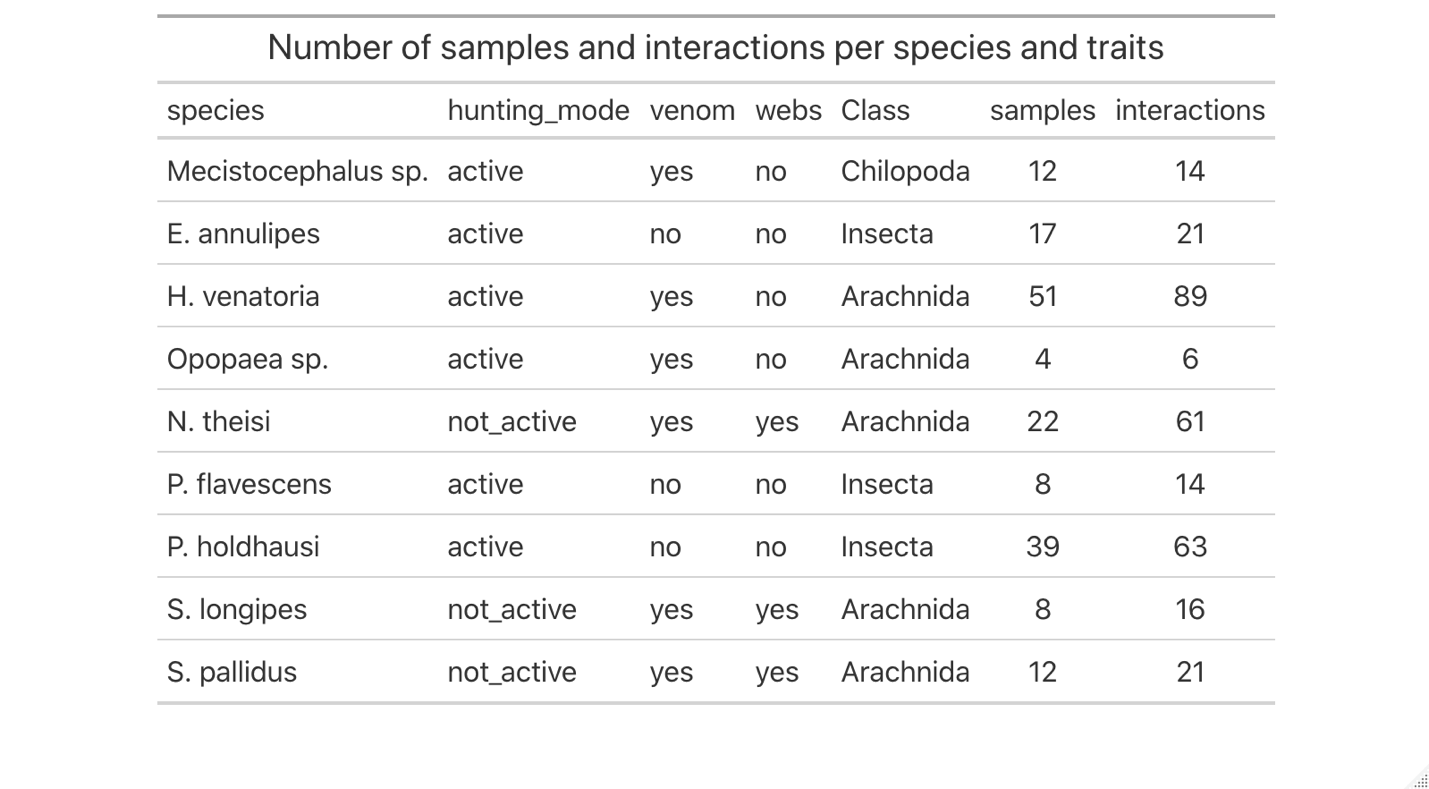 Number of samples and interactions per species and traits
species hunting_mode venom webs Class samples interactions
Mecistocephalus sp. active yes no Chilopoda 12 14
E. annulipes active no no Insecta 17 21
H. venatoria active yes no Arachnida 51 89
Opopaea sp. active yes no Arachnida 4 6
N. theisi not_active yes yes Arachnida 22 61
P. flavescens active no no Insecta 8 14
P. holdhausi active no no Insecta 39 63
S. longipes not_active yes yes Arachnida 8 16
S. pallidus not_active yes yes Arachnida 12 21